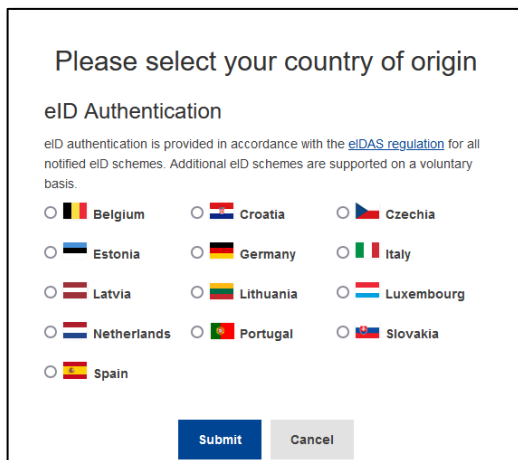 Please select your country of origin
eID Authentication
eID authentication is provided in accordance with the eIDAS regulation for all
notified eID schemes. Additional eID schemes are supported on a voluntary
basis.
Belgium Croatia Czechia
Estonia Germany Italy
Latvia Lithuania Luxembourg
Netherlands Portugal Slovakia
Spain
Submit Cancel